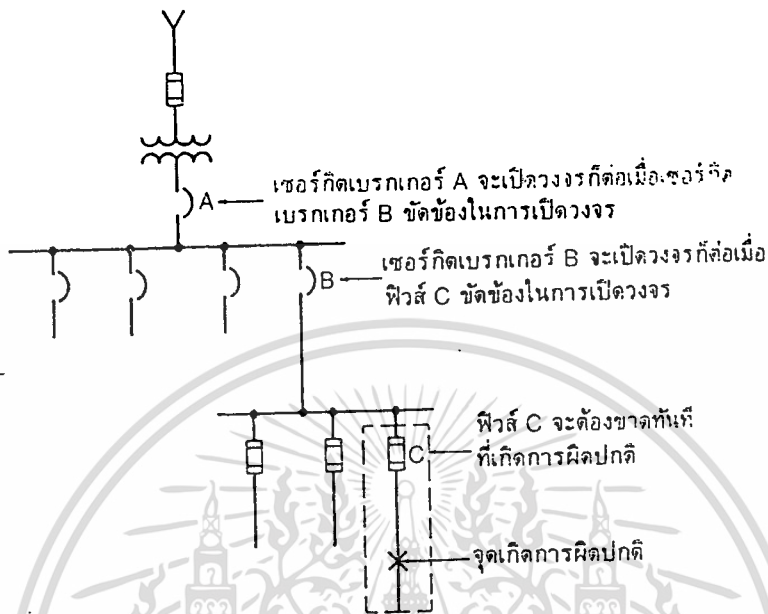 A
เซอร์กิตเบรกเกอร์ A จะเปิดวงจรก็ต่อเมื่อเซอร์กิต
เบรกเกอร์ B ขัดข้องในการเปิดวงจร
B
เซอร์กิตเบรกเกอร์ B จะเปิดวงจรก็ต่อเมื่อ
ฟิวส์ C ขัดข้องในการเปิดวงจร
C
ฟิวส์ C จะต้องขาดทันที
ที่เกิดการผิดปกติ
จุดเกิดการผิดปกติ